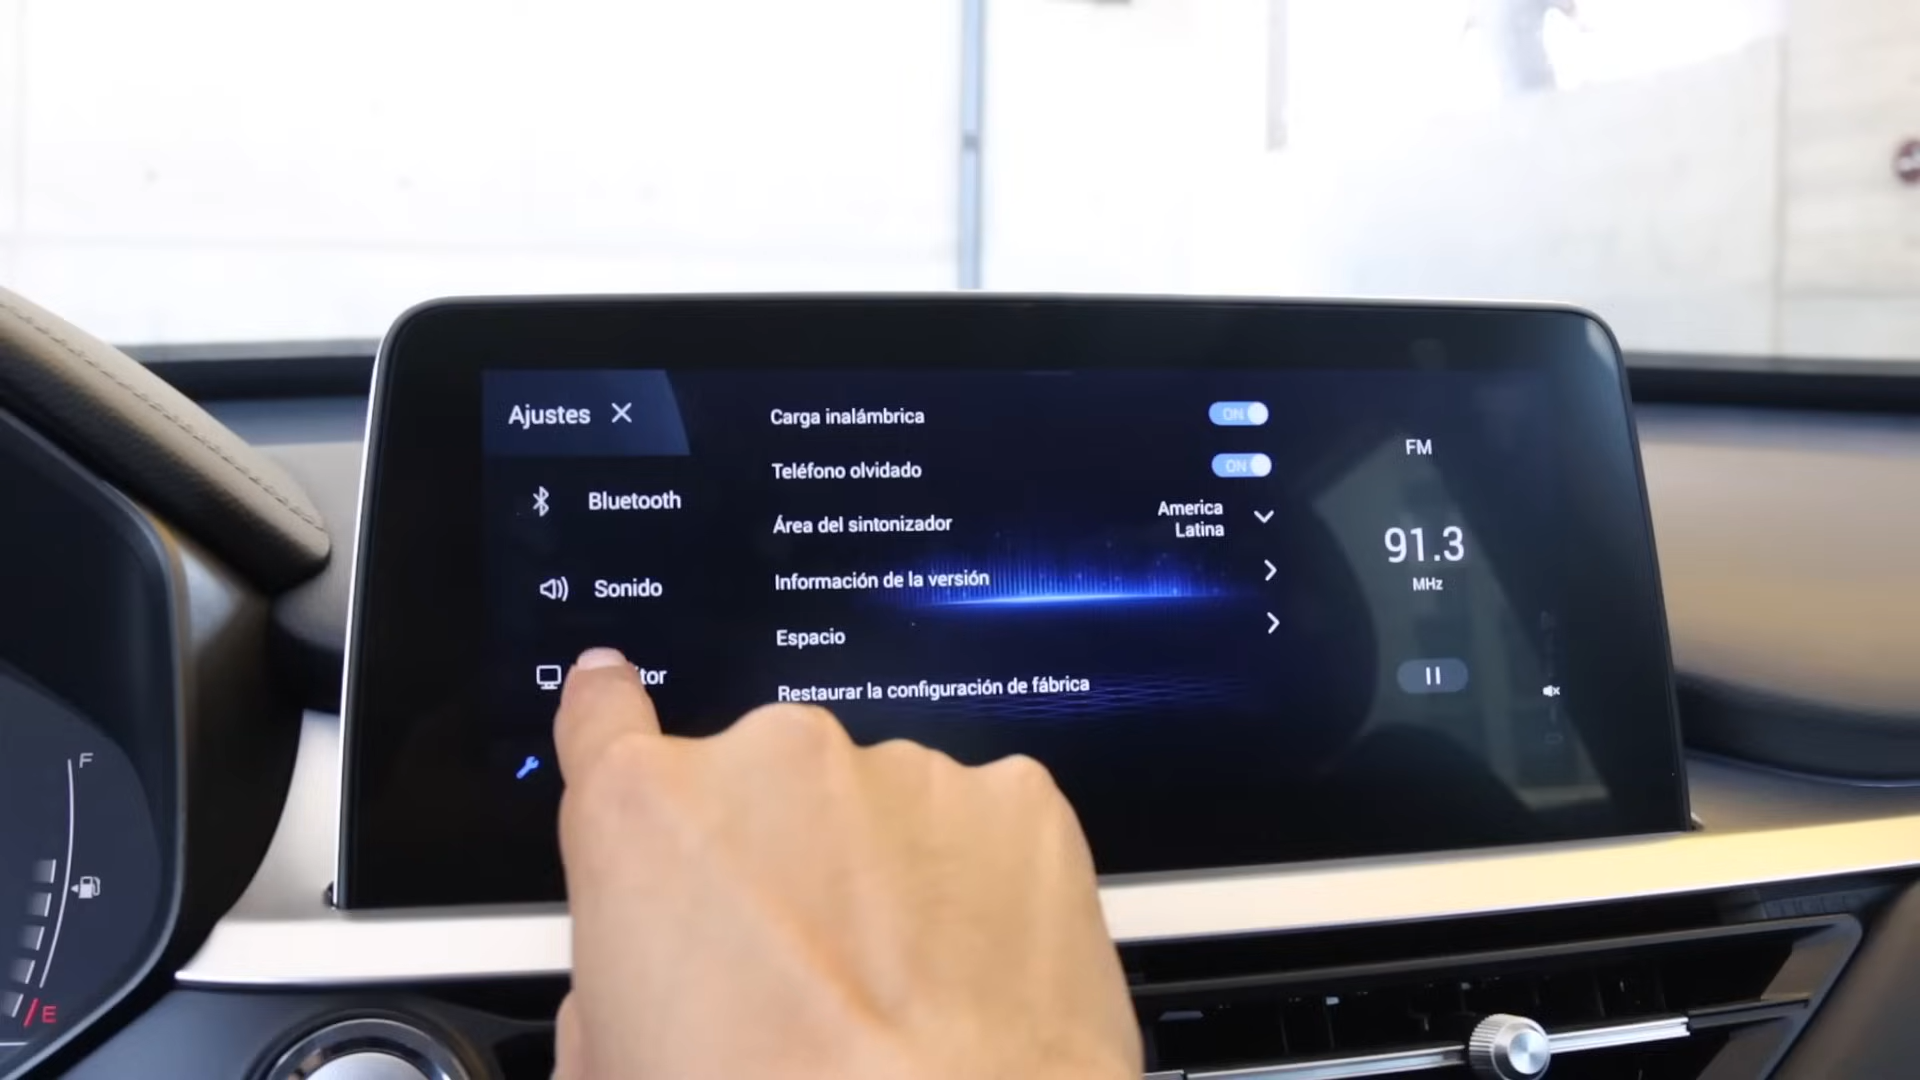 Ajustes
Bluetooth
Sonido
tor
Carga inalámbrica
ON
Teléfono olvidado
ON
Área del sintonizador
America
Latina
Información de la versión
Espacio
Restaurar la configuración de fábrica
FM
91.3
MHz
F
E